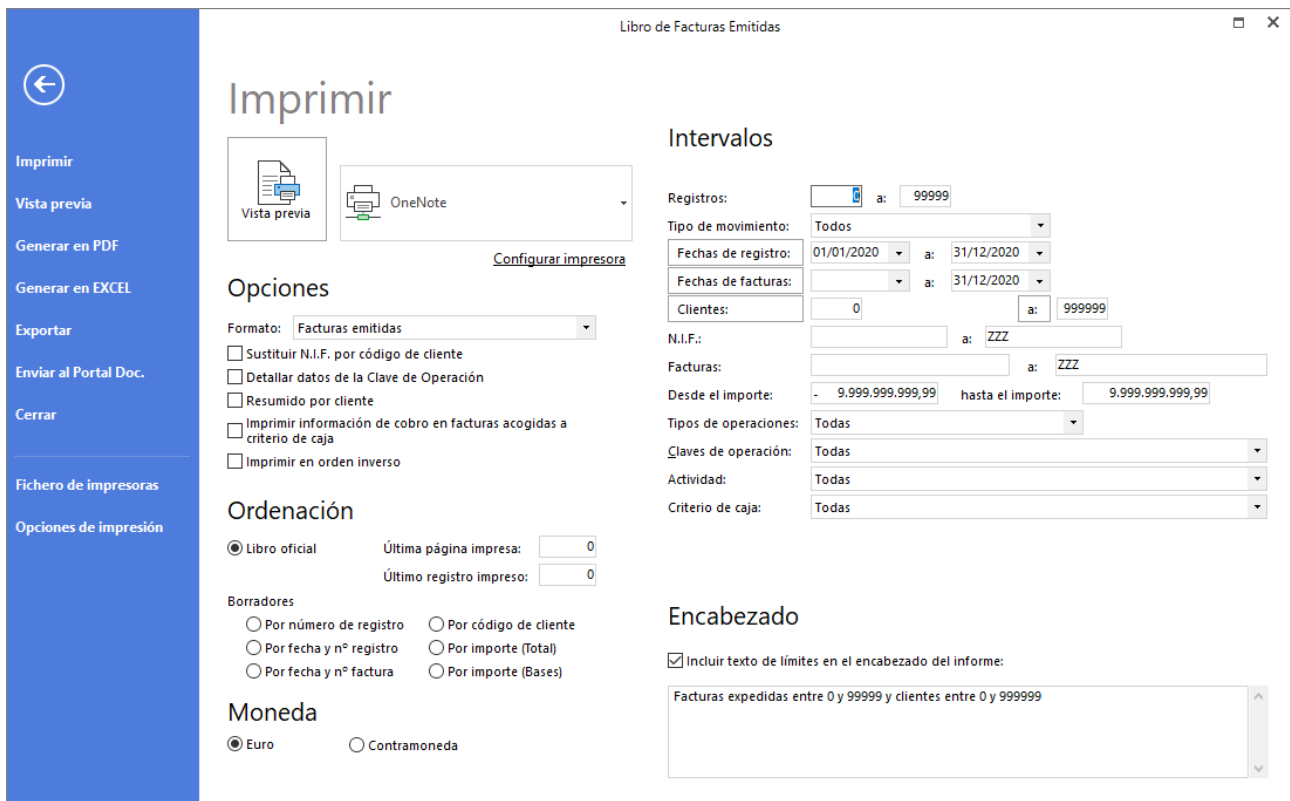 Libro de Facturas Emitidas
Imprimir
Vista previa
Generar en PDF
Generar en EXCEL
Exportar
Enviar al Portal Doc.
Cerrar
Fichero de impresoras
Opciones de impresión
Imprimir
Vista previa
OneNote
Configurar impresora
Opciones
Formato: Facturas emitidas
Sustituir N.I.F. por código de cliente
Detallar datos de la Clave de Operación
Resumido por cliente
Imprimir información de cobro en facturas acogidas a
criterio de caja
Imprimir en orden inverso
Ordenación
Libro oficial Última página impresa: 0
Último registro impreso: 0
Borradores
Por número de registro Por código de cliente
Por fecha y nº registro Por importe (Total)
Por fecha y nº factura Por importe (Bases)
Moneda
Euro Contramoneda
Intervalos
Registros: a: 99999
Tipo de movimiento: Todos
Fechas de registro: 01/01/2020 a: 31/12/2020
Fechas de facturas: a: 31/12/2020
Clientes: 0 a: 999999
N.I.F.: a: ZZZ
Facturas: a: ZZZ
Desde el importe: - 9.999.999.999,99 hasta el importe: 9.999.999.999,99
Tipos de operaciones: Todas
Claves de operación: Todas
Actividad: Todas
Criterio de caja: Todas
Encabezado
Incluir texto de límites en el encabezado del informe:
Facturas expedidas entre 0 y 99999 y clientes entre 0 y 999999